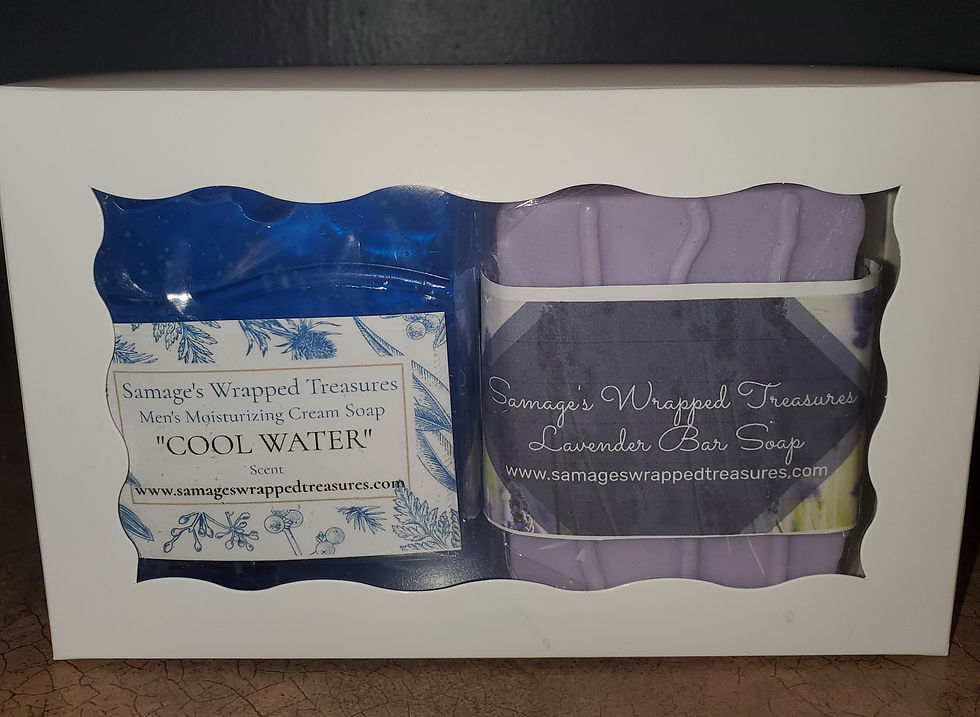 Samage's Wrapped Treasures
Men's Moisturizing Cream Soap
"COOL WATER"
Scent
www.samageswrappedtreasures.com
Samage's Wrapped Treasures
Lavender Bar Soap
www.samageswrappedtreasures.com